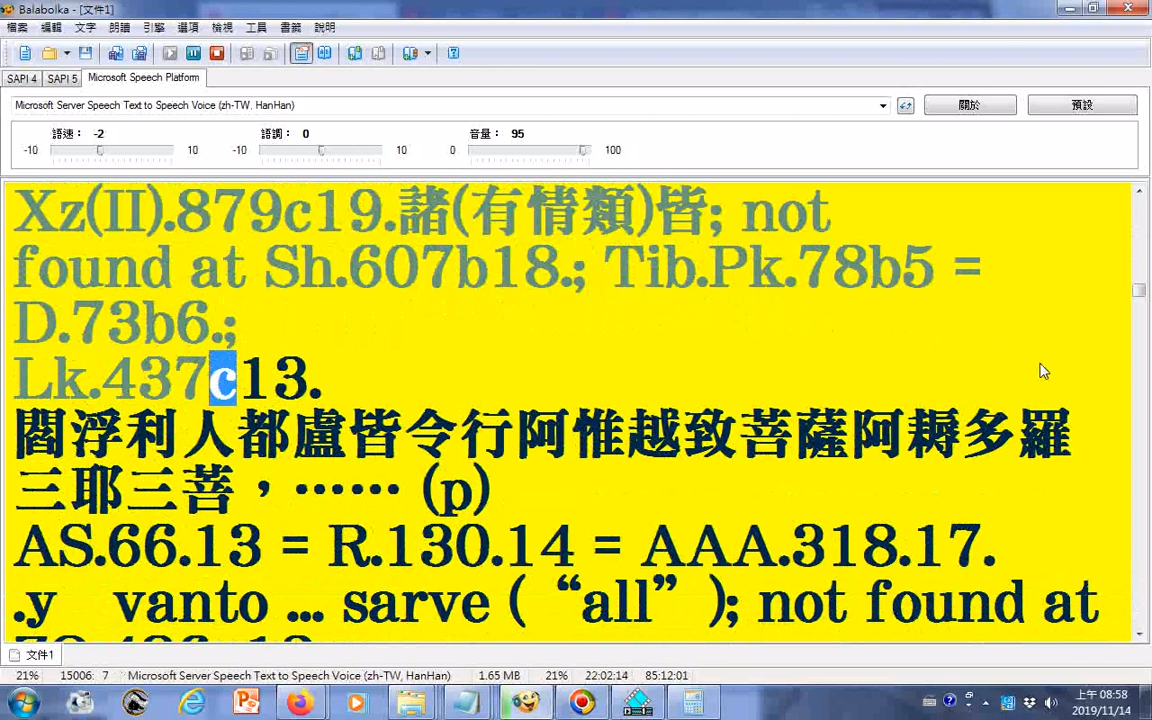 Balabolka - [文件1]
檔案 編輯 文字 朗讀 引擎 選項 檢視 工具 書籤 說明
SAPI 4 SAPI 5 Microsoft Speech Platform
Microsoft Server Speech Text to Speech Voice (zh-TW, HanHan) 關於 預設
語速： -2 語調： 0 音量： 95
-10 10 -10 10 0 100
Xz(II).879c19.諸(有情類)皆; not
found at Sh.607b18.; Tib.Pk.78b5 =
D.73b6.;
Lk.437c13.
閻浮利人都盧皆令行阿惟越致菩薩阿耨多羅
三耶三菩，⋯⋯ (p)
AS.66.13 = R.130.14 = AAA.318.17.
.y vanto ... sarve (“all”); not found at
文件1
21% 15006: 7 Microsoft Server Speech Text to Speech Voice (zh-TW, HanHan) 1.65 MB 21% 22:02:14 85:12:01
上午 08:58
2019/11/14